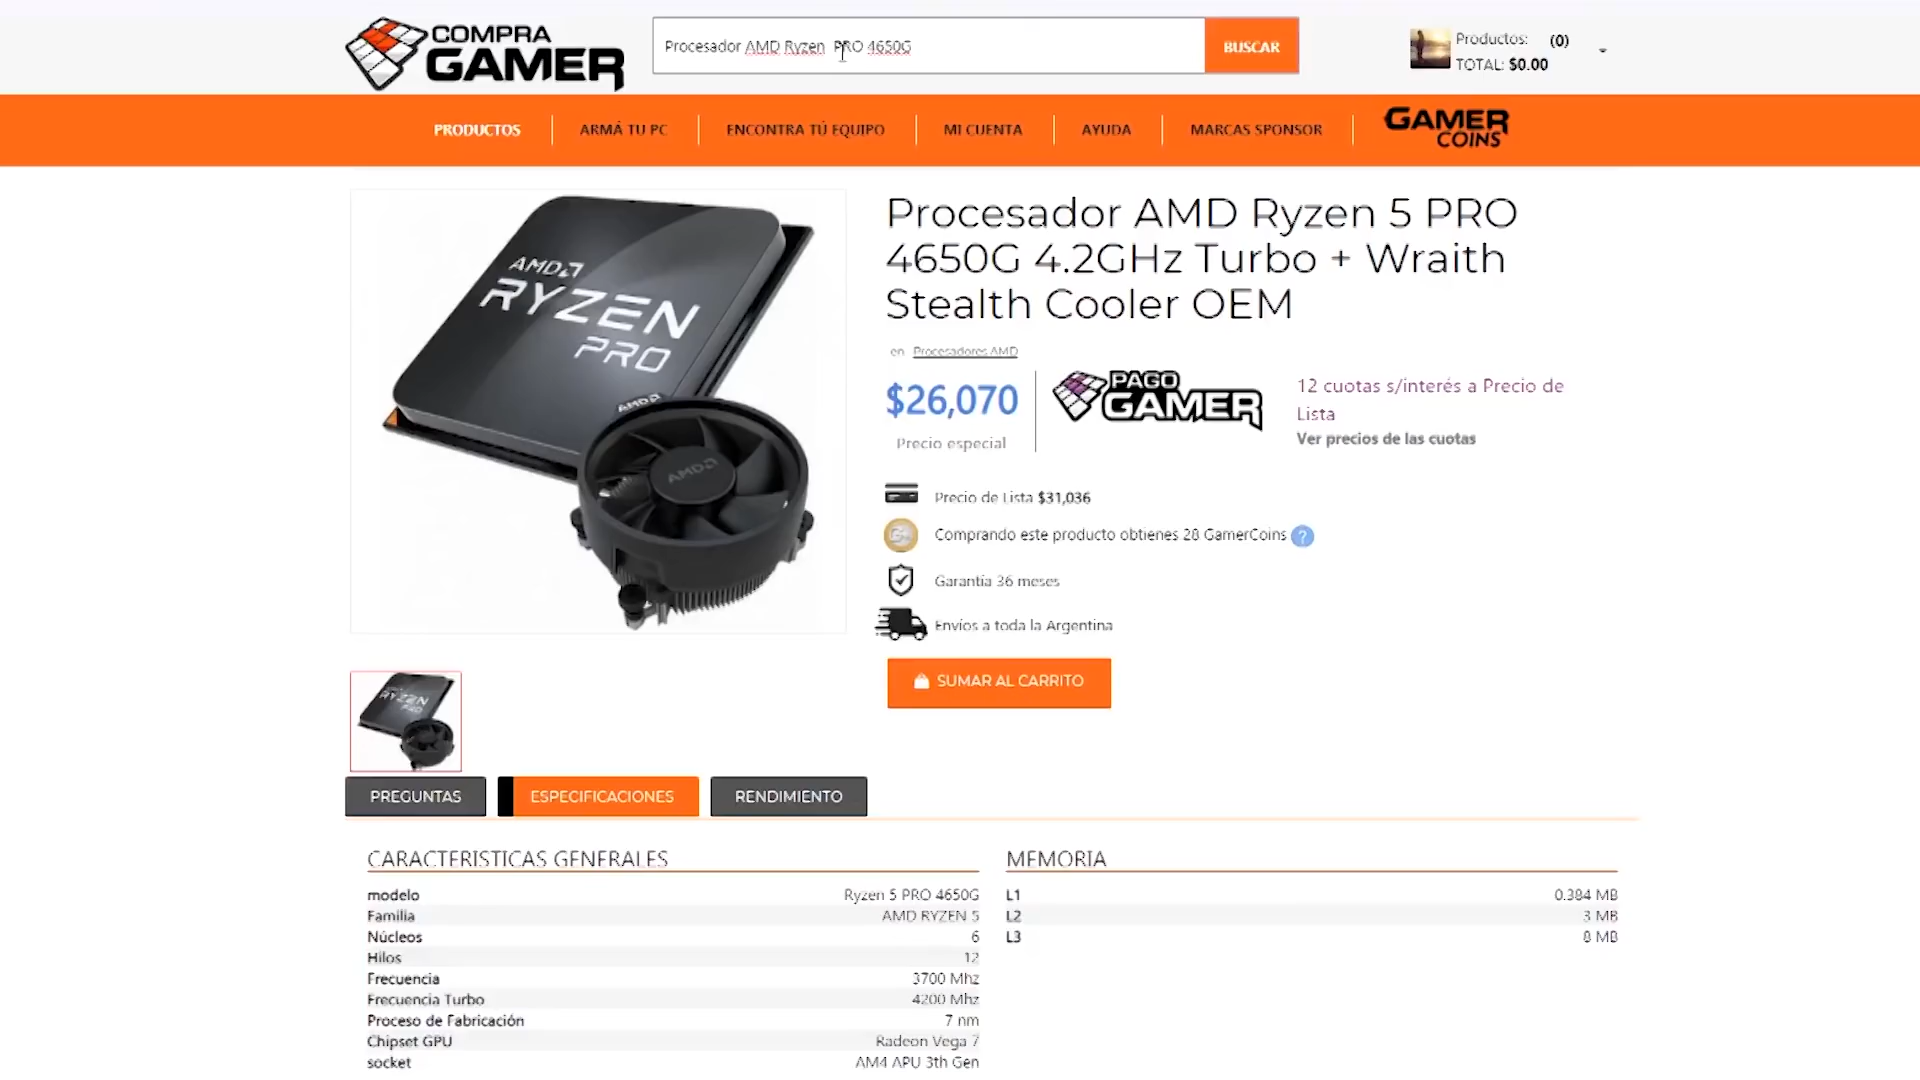 COMPRA
GAMER
Procesador AMD Ryzen PRO 4650G
BUSCAR
Productos: (0)
TOTAL: $0.00
PRODUCTOS
ARMÁ TU PC
ENCONTRA TÚ EQUIPO
MI CUENTA
AYUDA
MARCAS SPONSOR
GAMER
COINS
AMD
RYZEN
PRO
AMD
AMD
Procesador AMD Ryzen 5 PRO
4650G 4.2GHz Turbo + Wraith
Stealth Cooler OEM
en Procesadores AMD
$26,070
Precio especial
PAGO
GAMER
12 cuotas s/interés a Precio de
Lista
Ver precios de las cuotas
Precio de Lista $31,036
Comprando este producto obtienes 28 GamerCoins ?
Garantía 36 meses
Envíos a toda la Argentina
SUMAR AL CARRITO
RYZEN
PRO
PREGUNTAS
ESPECIFICACIONES
RENDIMIENTO
CARACTERISTICAS GENERALES
modelo Ryzen 5 PRO 4650G
Familia AMD RYZEN 5
Núcleos 6
Hilos 12
Frecuencia 3700 Mhz
Frecuencia Turbo 4200 Mhz
Proceso de Fabricación 7 nm
Chipset GPU Radeon Vega 7
socket AM4 APU 3th Gen
MEMORIA
L1 0.384 MB
L2 3 MB
L3 8 MB